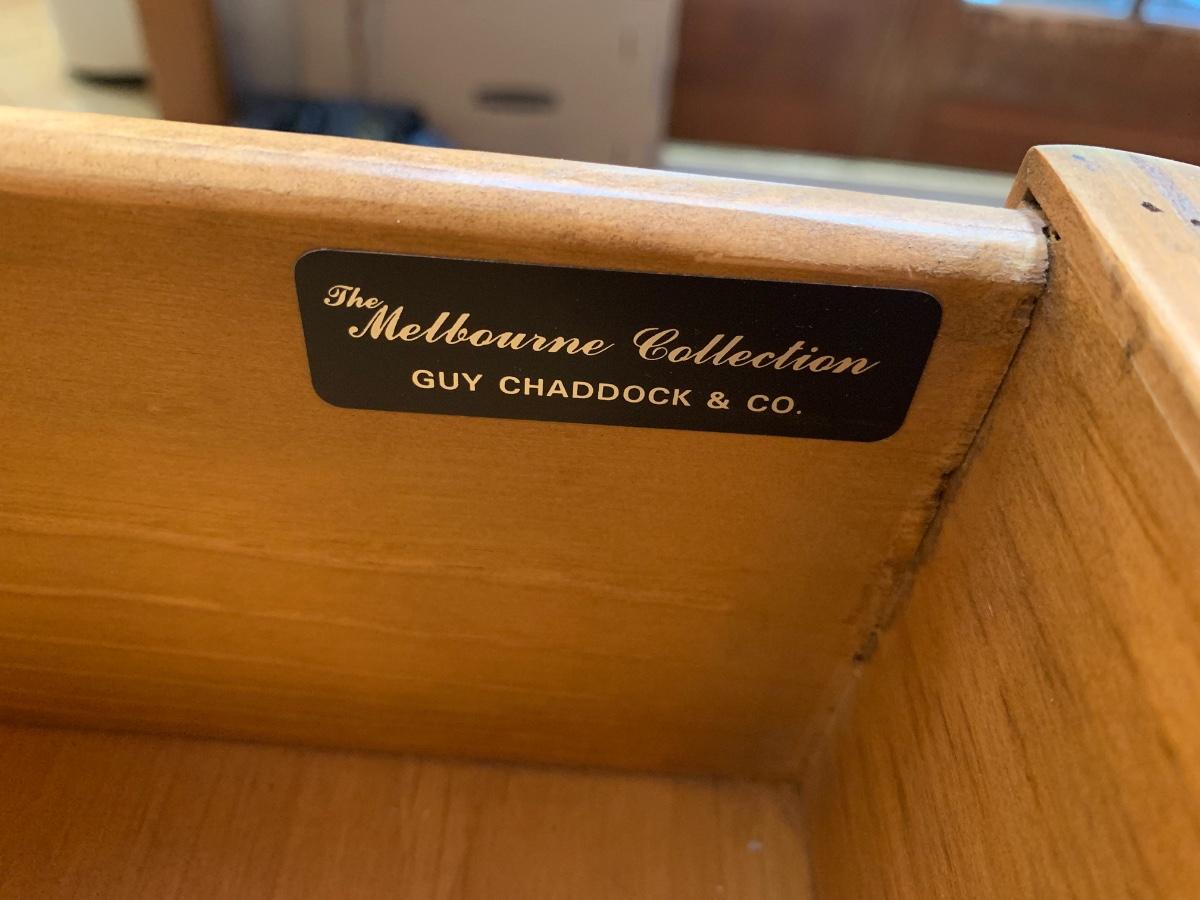 The
Melbourne Collection
GUY CHADDOCK & CO.